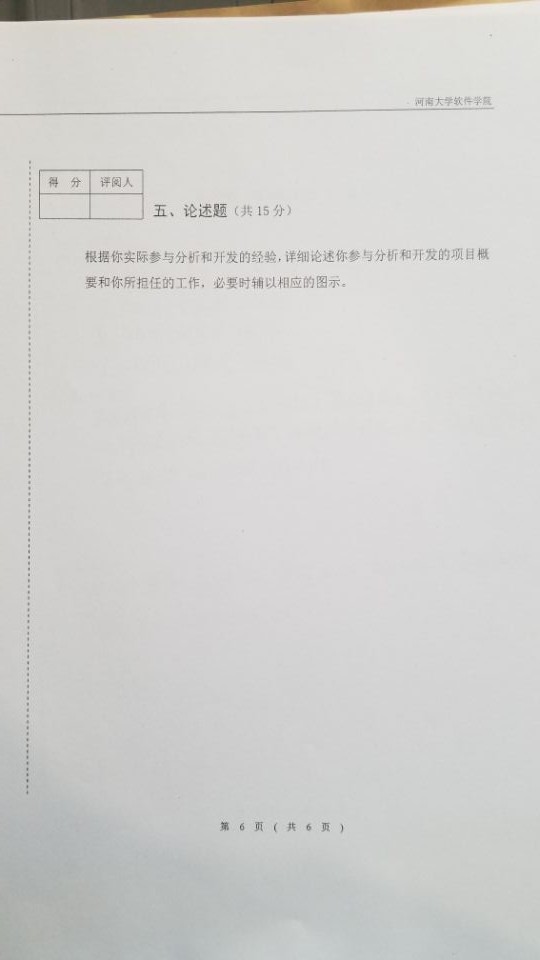 河南大学软件学院
得 分 评阅人
五、论述题（共 15 分）
根据你实际参与分析和开发的经验，详细论述你参与分析和开发的项目概
要和你所担任的工作，必要时辅以相应的图示。
第 6 页 ( 共 6 页 )